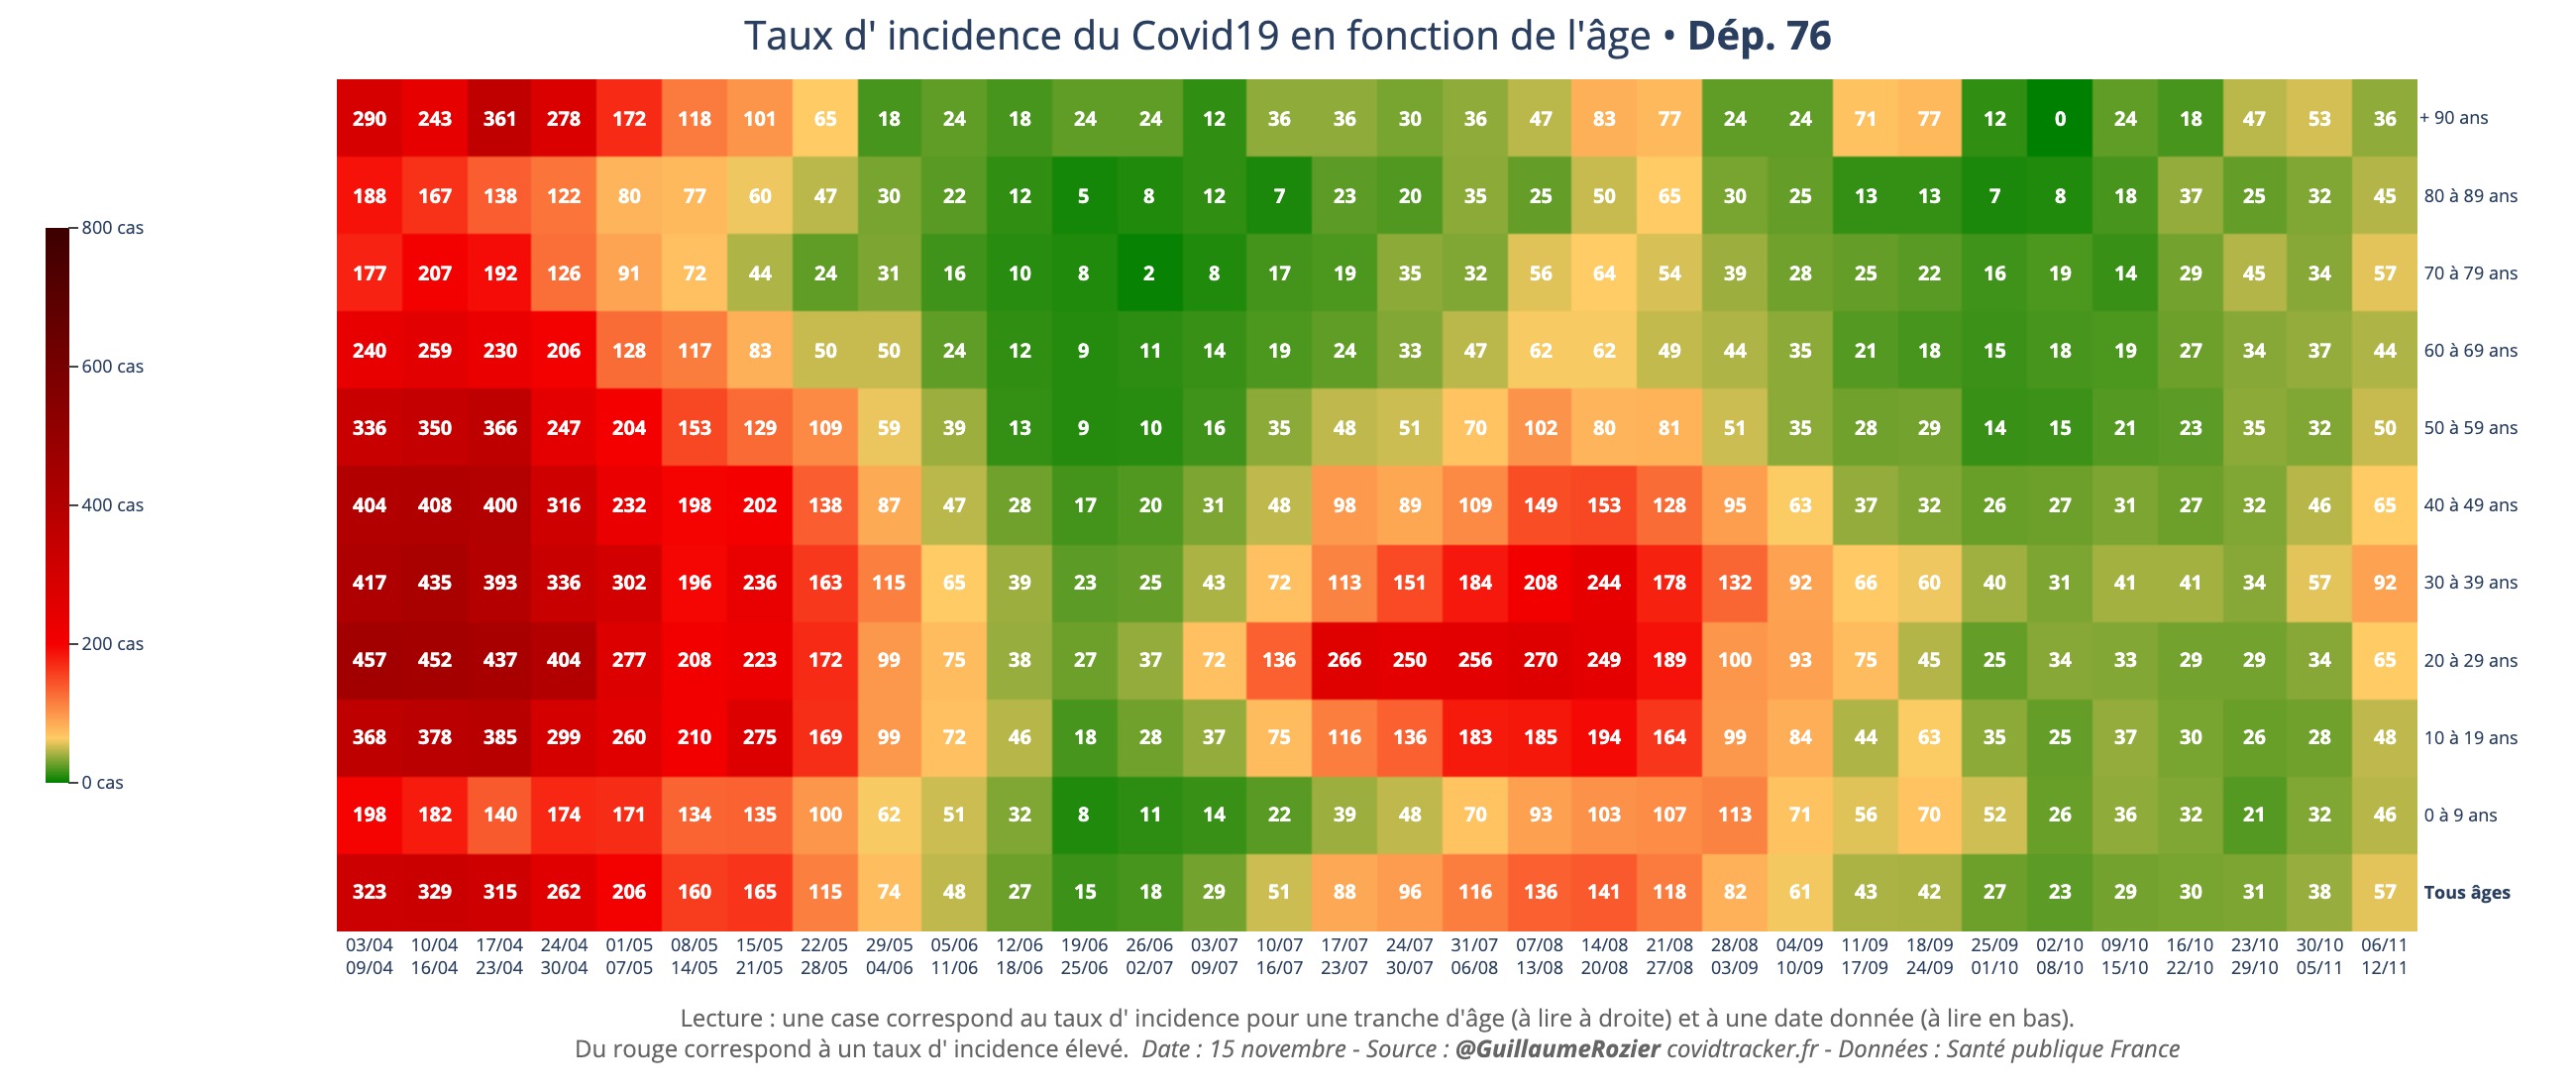 Taux d' incidence du Covid19 en fonction de l'âge • Dép. 76
800 cas
600 cas
400 cas
200 cas
0 cas
290 243 361 278 172 118 101 65 18 24 18 24 24 12 36 36 30 36 47 83 77 24 24 71 77 12 0 24 18 47 53 36 + 90 ans
188 167 138 122 80 77 60 47 30 22 12 5 8 12 7 23 20 35 25 50 65 30 25 13 13 7 8 18 37 25 32 45 80 à 89 ans
177 207 192 126 91 72 44 24 31 16 10 8 2 8 17 19 35 32 56 64 54 39 28 25 22 16 19 14 29 45 34 57 70 à 79 ans
240 259 230 206 128 117 83 50 50 24 12 9 11 14 19 24 33 47 62 62 49 44 35 21 18 15 18 19 27 34 37 44 60 à 69 ans
336 350 366 247 204 153 129 109 59 39 13 9 10 16 35 48 51 70 102 80 81 51 35 28 29 14 15 21 23 35 32 50 50 à 59 ans
404 408 400 316 232 198 202 138 87 47 28 17 20 31 48 98 89 109 149 153 128 95 63 37 32 26 27 31 27 32 46 65 40 à 49 ans
417 435 393 336 302 196 236 163 115 65 39 23 25 43 72 113 151 184 208 244 178 132 92 66 60 40 31 41 41 34 57 92 30 à 39 ans
457 452 437 404 277 208 223 172 99 75 38 27 37 72 136 266 250 256 270 249 189 100 93 75 45 25 34 33 29 29 34 65 20 à 29 ans
368 378 385 299 260 210 275 169 99 72 46 18 28 37 75 116 136 183 185 194 164 99 84 44 63 35 25 37 30 26 28 48 10 à 19 ans
198 182 140 174 171 134 135 100 62 51 32 8 11 14 22 39 48 70 93 103 107 113 71 56 70 52 26 36 32 21 32 46 0 à 9 ans
323 329 315 262 206 160 165 115 74 48 27 15 18 29 51 88 96 116 136 141 118 82 61 43 42 27 23 29 30 31 38 57 Tous âges
03/04 10/04 17/04 24/04 01/05 08/05 15/05 22/05 29/05 05/06 12/06 19/06 26/06 03/07 10/07 17/07 24/07 31/07 07/08 14/08 21/08 28/08 04/09 11/09 18/09 25/09 02/10 09/10 16/10 23/10 30/10 06/11
09/04 16/04 23/04 30/04 07/05 14/05 21/05 28/05 04/06 11/06 18/06 25/06 02/07 09/07 16/07 23/07 30/07 06/08 13/08 20/08 27/08 03/09 10/09 17/09 24/09 01/10 08/10 15/10 22/10 29/10 05/11 12/11
Lecture : une case correspond au taux d' incidence pour une tranche d'âge (à lire à droite) et à une date donnée (à lire en bas).
Du rouge correspond à un taux d' incidence élevé. Date : 15 novembre - Source : @GuillaumeRozier covidtracker.fr - Données : Santé publique France